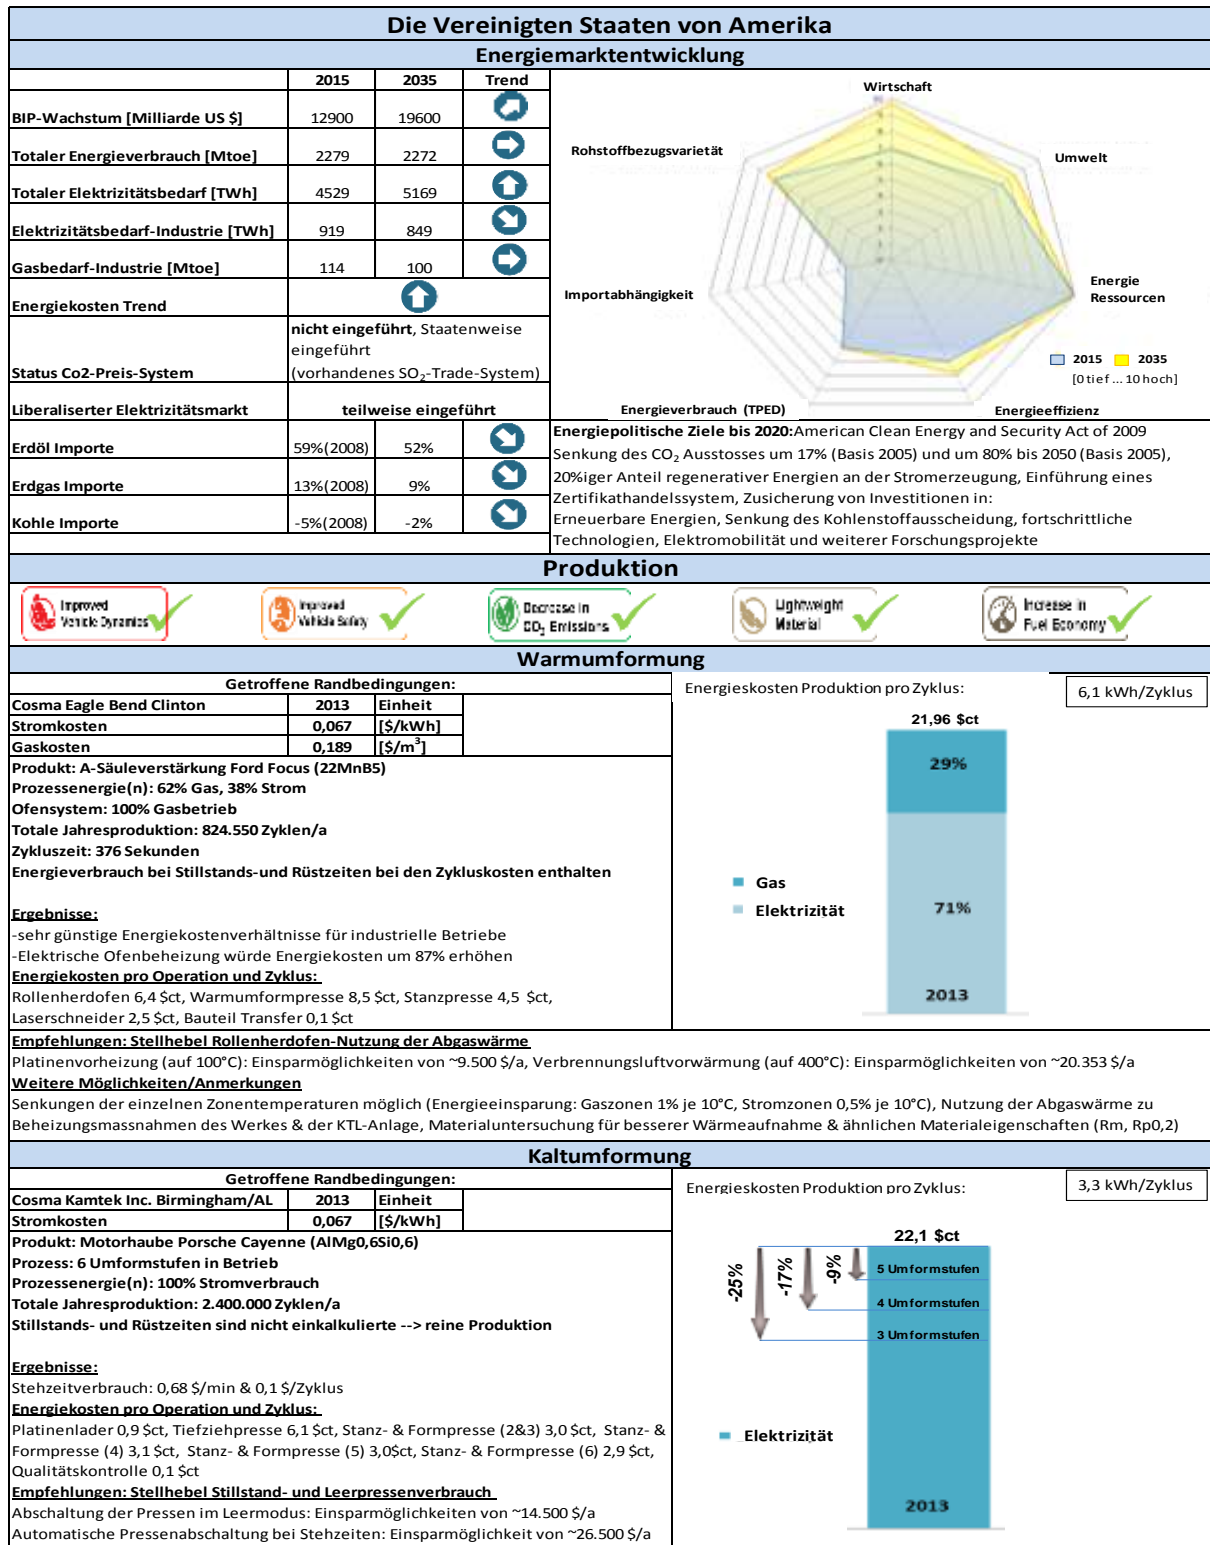 Die Vereinigten Staaten von Amerika
Energiemarktentwicklung
2015 2035 Trend
BIP-Wachstum [Milliarde US $] 12900 19600
Totaler Energieverbrauch [Mtoe] 2279 2272
Totaler Elektrizitätsbedarf [TWh] 4529 5169
Elektrizitätsbedarf-Industrie [TWh] 919 849
Gasbedarf-Industrie [Mtoe] 114 100
Energiekosten Trend
Status Co2-Preis-System
nicht eingeführt, Staatenweise
eingeführt
(vorhandenes SO₂-Trade-System)
Liberaliserter Elektrizitätsmarkt teilweise eingeführt
Erdöl Importe 59%(2008) 52%
Erdgas Importe 13%(2008) 9%
Kohle Importe -5%(2008) -2%
Wirtschaft
Umwelt
Energie
Ressourcen
Energieeffizienz
Energieverbrauch (TPED)
Importabhängigkeit
Rohstoffbezugsvarietät
2015 2035
[0 tief ... 10 hoch]
Energiepolitische Ziele bis 2020:American Clean Energy and Security Act of 2009
Senkung des CO₂ Ausstosses um 17% (Basis 2005) und um 80% bis 2050 (Basis 2005),
20%iger Anteil regenerativer Energien an der Stromerzeugung, Einführung eines
Zertifikathandelssystem, Zusicherung von Investitionen in:
Erneuerbare Energien, Senkung des Kohlenstoffausscheidung, fortschrittliche
Technologien, Elektromobilität und weiterer Forschungsprojekte
Produktion
Improved
Vehicle Dynamics
Improved
Vehicle Safety
Decrease in
CO₂ Emissions
Lightweight
Material
Increase in
Fuel Economy
Warmumformung
Getroffene Randbedingungen:
Cosma Eagle Bend Clinton 2013 Einheit
Stromkosten 0,067 [$/kWh]
Gaskosten 0,189 [$/m³]
Produkt: A-Säuleverstärkung Ford Focus (22MnB5)
Prozessenergie(n): 62% Gas, 38% Strom
Ofensystem: 100% Gasbetrieb
Totale Jahresproduktion: 824.550 Zyklen/a
Zykluszeit: 376 Sekunden
Energieverbrauch bei Stillstands-und Rüstzeiten bei den Zykluskosten enthalten
Ergebnisse:
-sehr günstige Energiekostenverhältnisse für industrielle Betriebe
-Elektrische Ofenbeheizung würde Energiekosten um 87% erhöhen
Energiekosten pro Operation und Zyklus:
Rollenherdofen 6,4 $ct, Warmumformpresse 8,5 $ct, Stanzpresse 4,5 $ct,
Laserschneider 2,5 $ct, Bauteil Transfer 0,1 $ct
Energieskosten Produktion pro Zyklus:
6,1 kWh/Zyklus
21,96 $ct
29%
Gas
Elektrizität
71%
2013
Empfehlungen: Stellhebel Rollenherdofen-Nutzung der Abgaswärme
Platinenvorheizung (auf 100°C): Einsparmöglichkeiten von ~9.500 $/a, Verbrennungsluftvorwärmung (auf 400°C): Einsparmöglichkeiten von ~20.353 $/a
Weitere Möglichkeiten/Anmerkungen
Senkungen der einzelnen Zonentemperaturen möglich (Energieeinsparung: Gaszonen 1% je 10°C, Stromzonen 0,5% je 10°C), Nutzung der Abgaswärme zu
Beheizungsmassnahmen des Werkes & der KTL-Anlage, Materialuntersuchung für besserer Wärmeaufnahme & ähnlichen Materialeigenschaften (Rm, Rp0,2)
Kaltumformung
Getroffene Randbedingungen:
Cosma Kamtek Inc. Birmingham/AL 2013 Einheit
Stromkosten 0,067 [$/kWh]
Produkt: Motorhaube Porsche Cayenne (AlMg0,6Si0,6)
Prozess: 6 Umformstufen in Betrieb
Prozessenergie(n): 100% Stromverbrauch
Totale Jahresproduktion: 2.400.000 Zyklen/a
Stillstands- und Rüstzeiten sind nicht einkalkulierte --> reine Produktion
Ergebnisse:
Stehzeitverbrauch: 0,68 $/min & 0,1 $/Zyklus
Energiekosten pro Operation und Zyklus:
Platinenlader 0,9 $ct, Tiefziehpresse 6,1 $ct, Stanz- & Formpresse (2&3) 3,0 $ct, Stanz- &
Formpresse (4) 3,1 $ct, Stanz- & Formpresse (5) 3,0$ct, Stanz- & Formpresse (6) 2,9 $ct,
Qualitätskontrolle 0,1 $ct
Empfehlungen: Stellhebel Stillstand- und Leerpressenverbrauch
Abschaltung der Pressen im Leermodus: Einsparmöglichkeiten von ~14.500 $/a
Automatische Pressenabschaltung bei Stehzeiten: Einsparmöglichkeit von ~26.500 $/a
Energieskosten Produktion pro Zyklus:
3,3 kWh/Zyklus
22,1 $ct
-25%
-17%
-9%
5 Umformstufen
4 Umformstufen
3 Umformstufen
Elektrizität
2013